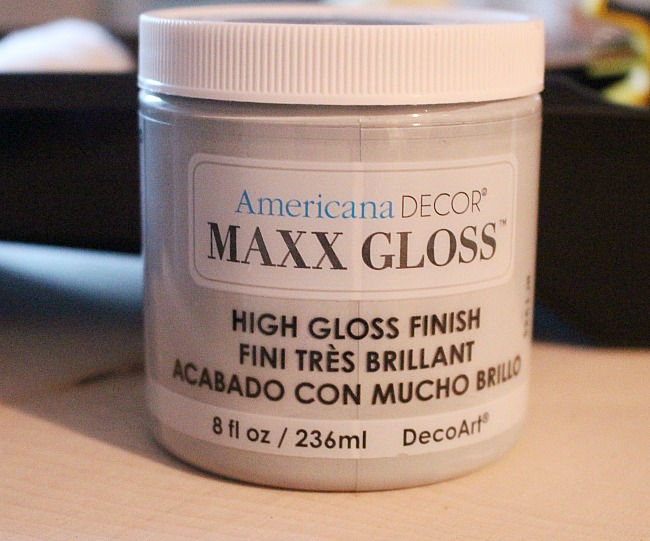 Americana DECOR®
MAXX GLOSS™
HIGH GLOSS FINISH
FINI TRÈS BRILLANT
ACABADO CON MUCHO BRILLO
8 fl oz / 236ml DecoArt®